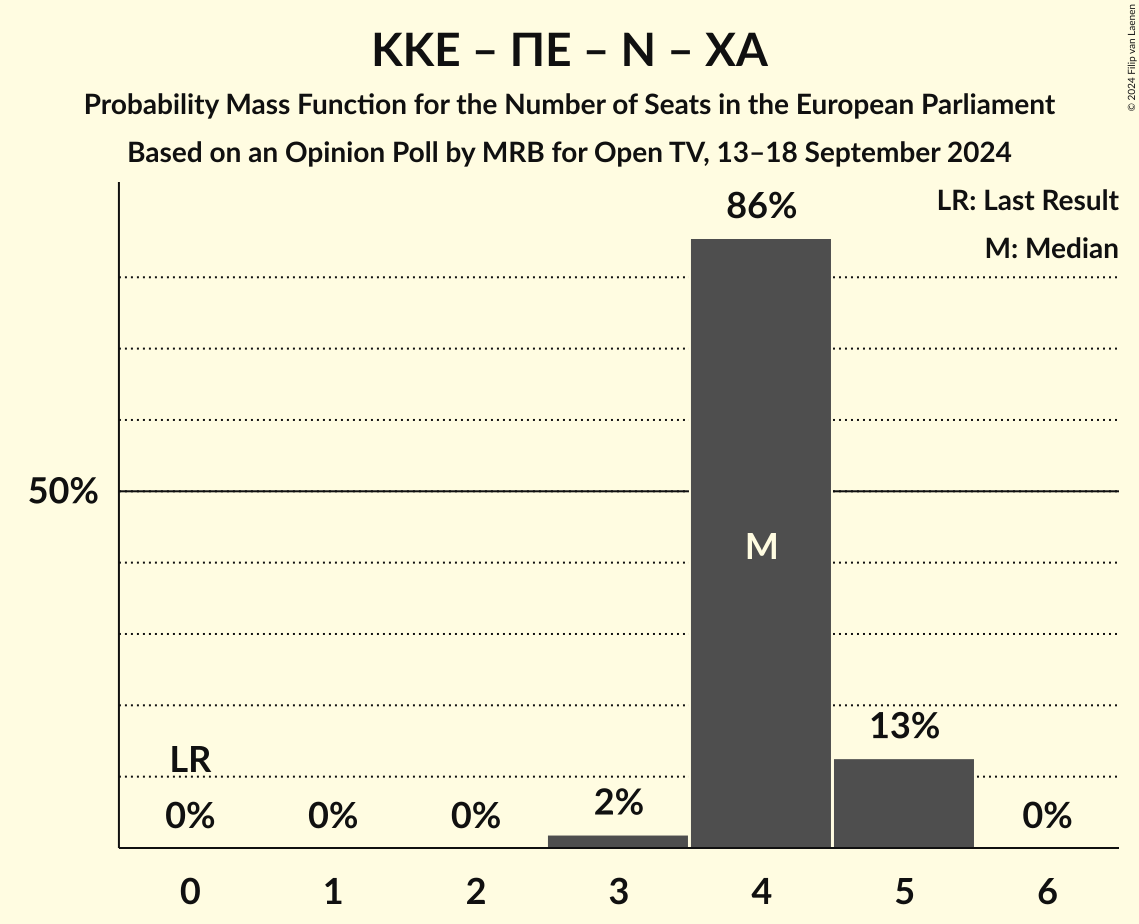 ΚΚΕ – ΠΕ – Ν – ΧΑ
Probability Mass Function for the Number of Seats in the European Parliament
Based on an Opinion Poll by MRB for Open TV, 13–18 September 2024
© 2024 Filip van Laenen
LR: Last Result
M: Median
86%
50%
M
13%
LR
2%
0% 0% 0% 0%
0 1 2 3 4 5 6